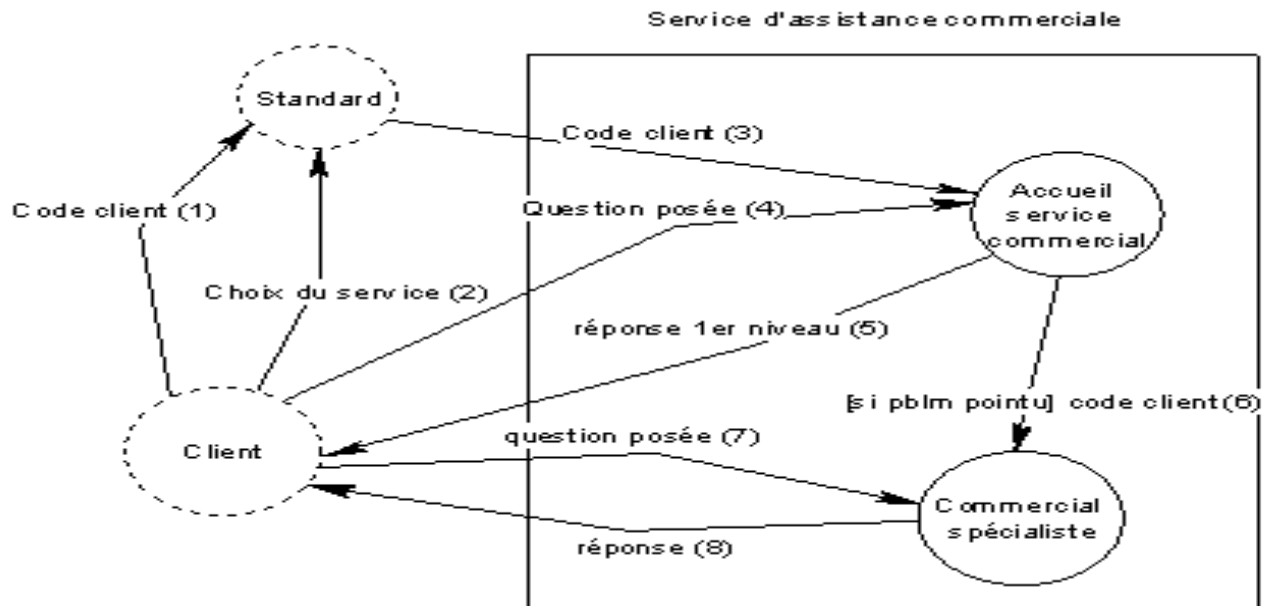 Service d'assistance commerciale
Standard
Code client (3)
Code client (1)
Question posée (4)
Accueil
service
commercial
Choix du service (2)
réponse 1er niveau (5)
[si pblm pointu] code client (6)
question posée (7)
Client
Commercial
spécialiste
réponse (8)